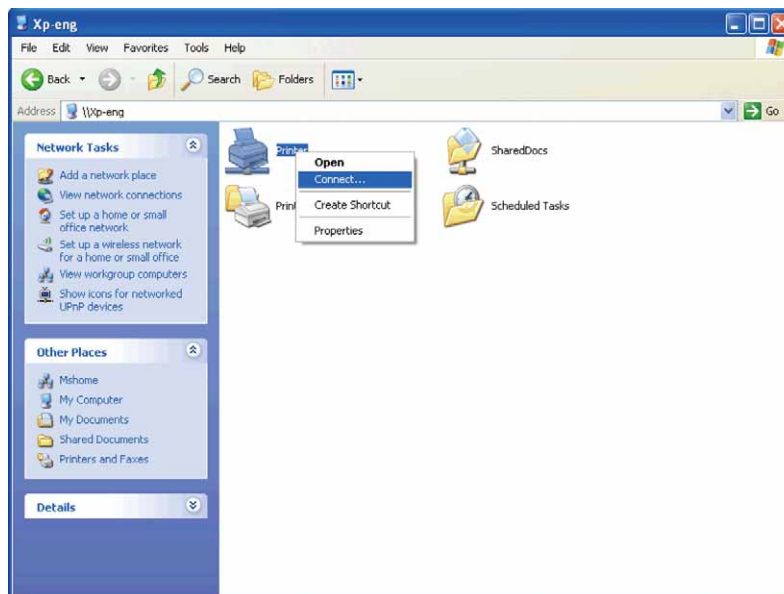 Xp-eng
File Edit View Favorites Tools Help
Back Search Folders
Address \\Xp-eng Go
Network Tasks
Add a network place
View network connections
Set up a home or small
office network
Set up a wireless network
for a home or small office
View workgroup computers
Show icons for networked
UPnP devices
Other Places
Mshome
My Computer
My Documents
Shared Documents
Printers and Faxes
Details
Printer
SharedDocs
Scheduled Tasks
Open
Connect...
Create Shortcut
Properties